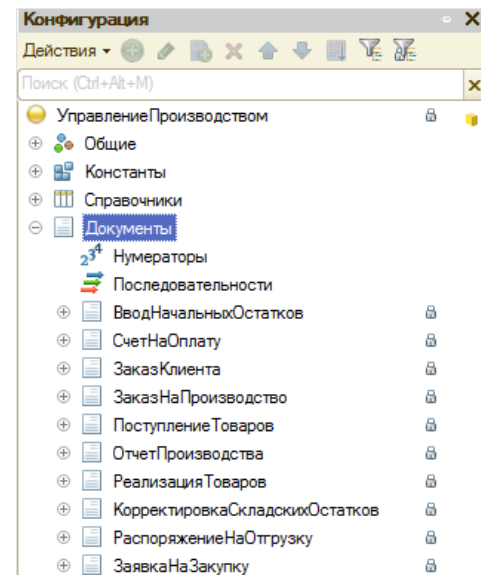 Конфигурация
Действия
Поиск (Ctrl+Alt+M)
УправлениеПроизводством
Общие
Константы
Справочники
Документы
Нумераторы
Последовательности
ВводНачальныхОстатков
СчетНаОплату
ЗаказКлиента
ЗаказНаПроизводство
ПоступлениеТоваров
ОтчетПроизводства
РеализацияТоваров
КорректировкаСкладскихОстатков
РаспоряжениеНаОтгрузку
ЗаявкаНаЗакупку